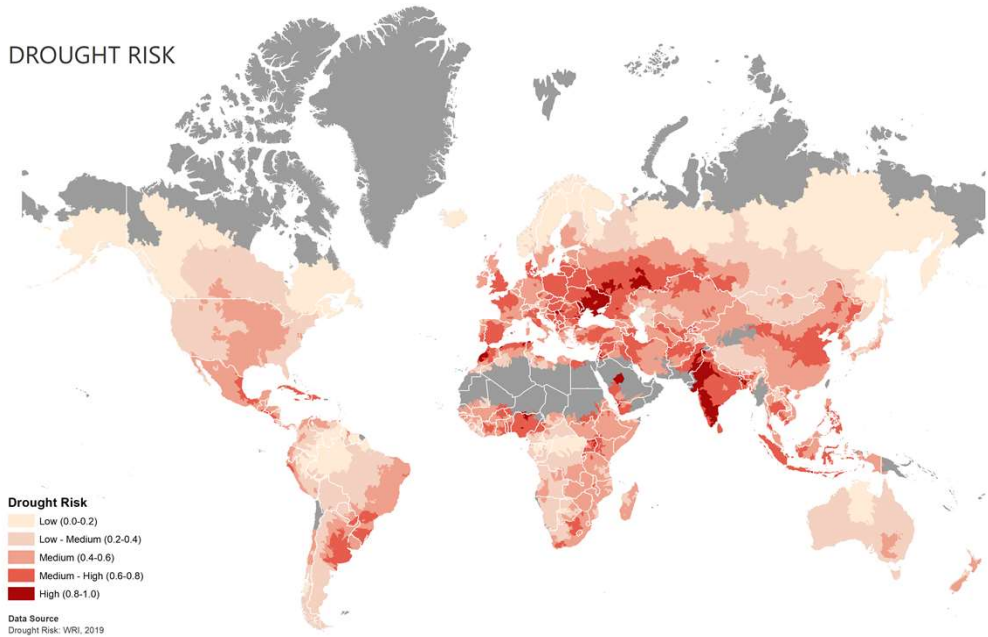 DROUGHT RISK
Drought Risk
Low (0.0-0.2)
Low - Medium (0.2-0.4)
Medium (0.4-0.6)
Medium - High (0.6-0.8)
High (0.8-1.0)
Data Source
Drought Risk: WRI, 2019